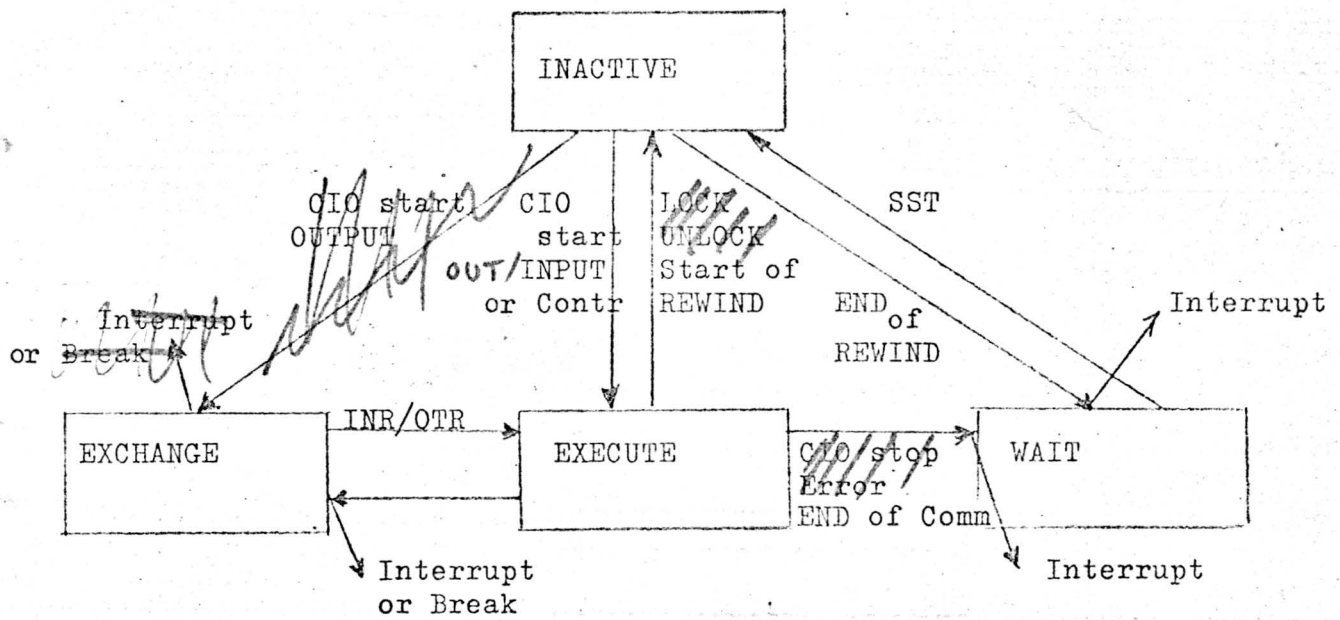 INACTIVE
CIO start
OUTPUT
CIO
start
OUT/INPUT
or Contr
LOCK
UNLOCK
Start of
REWIND
SST
END
of
REWIND
Interrupt
or Break
Interrupt
INR/OTR
EXCHANGE
EXECUTE
CIO stop
Error
END of Comm
WAIT
Interrupt
or Break
Interrupt